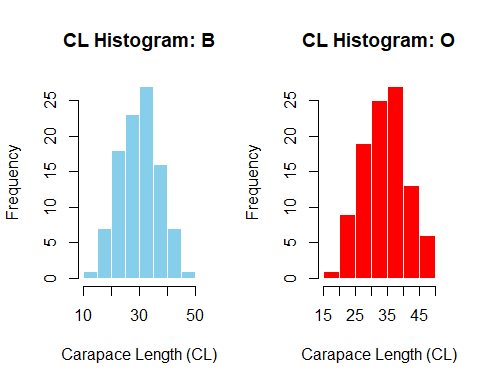 CL Histogram: B
Frequency
0 5 10 15 20 25
10 30 50
Carapace Length (CL)
CL Histogram: O
Frequency
0 5 10 15 20 25
15 25 35 45
Carapace Length (CL)